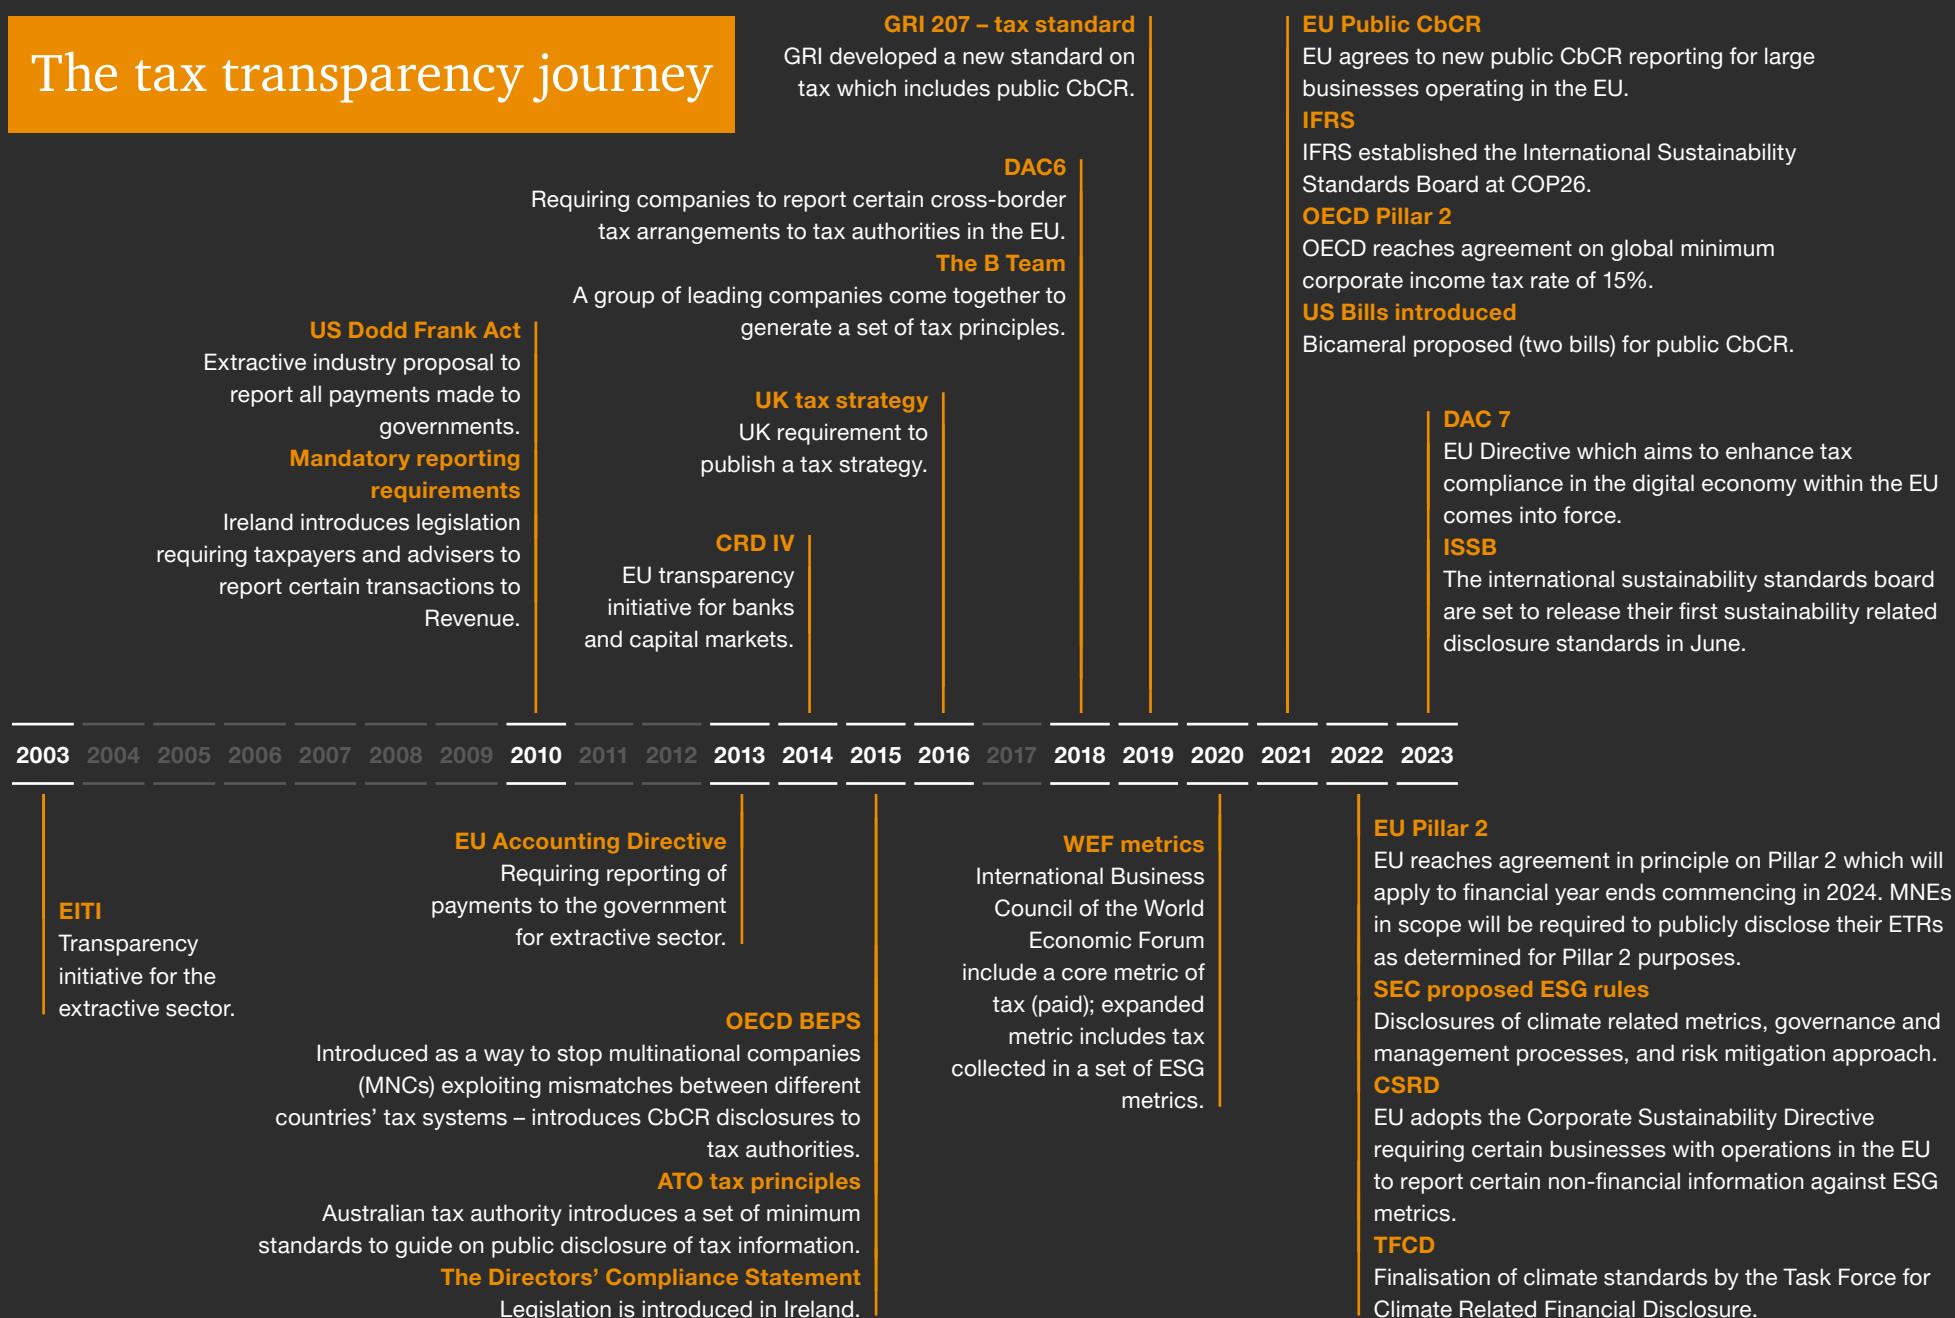 The tax transparency journey
GRI 207 – tax standard
GRI developed a new standard on
tax which includes public CbCR.
DAC6
Requiring companies to report certain cross-border
tax arrangements to tax authorities in the EU.
The B Team
A group of leading companies come together to
generate a set of tax principles.
US Dodd Frank Act
Extractive industry proposal to
report all payments made to
governments.
Mandatory reporting
requirements
Ireland introduces legislation
requiring taxpayers and advisers to
report certain transactions to
Revenue.
UK tax strategy
UK requirement to
publish a tax strategy.
CRD IV
EU transparency
initiative for banks
and capital markets.
EU Public CbCR
EU agrees to new public CbCR reporting for large
businesses operating in the EU.
IFRS
IFRS established the International Sustainability
Standards Board at COP26.
OECD Pillar 2
OECD reaches agreement on global minimum
corporate income tax rate of 15%.
US Bills introduced
Bicameral proposed (two bills) for public CbCR.
DAC 7
EU Directive which aims to enhance tax
compliance in the digital economy within the EU
comes into force.
ISSB
The international sustainability standards board
are set to release their first sustainability related
disclosure standards in June.
2003 2004 2005 2006 2007 2008 2009 2010 2011 2012 2013 2014 2015 2016 2017 2018 2019 2020 2021 2022 2023
EITI
Transparency
initiative for the
extractive sector.
EU Accounting Directive
Requiring reporting of
payments to the government
for extractive sector.
OECD BEPS
Introduced as a way to stop multinational companies
(MNCs) exploiting mismatches between different
countries’ tax systems – introduces CbCR disclosures to
tax authorities.
ATO tax principles
Australian tax authority introduces a set of minimum
standards to guide on public disclosure of tax information.
The Directors’ Compliance Statement
Legislation is introduced in Ireland.
WEF metrics
International Business
Council of the World
Economic Forum
include a core metric of
tax (paid); expanded
metric includes tax
collected in a set of ESG
metrics.
EU Pillar 2
EU reaches agreement in principle on Pillar 2 which will
apply to financial year ends commencing in 2024. MNEs
in scope will be required to publicly disclose their ETRs
as determined for Pillar 2 purposes.
SEC proposed ESG rules
Disclosures of climate related metrics, governance and
management processes, and risk mitigation approach.
CSRD
EU adopts the Corporate Sustainability Directive
requiring certain businesses with operations in the EU
to report certain non-financial information against ESG
metrics.
TFCD
Finalisation of climate standards by the Task Force for
Climate Related Financial Disclosure.